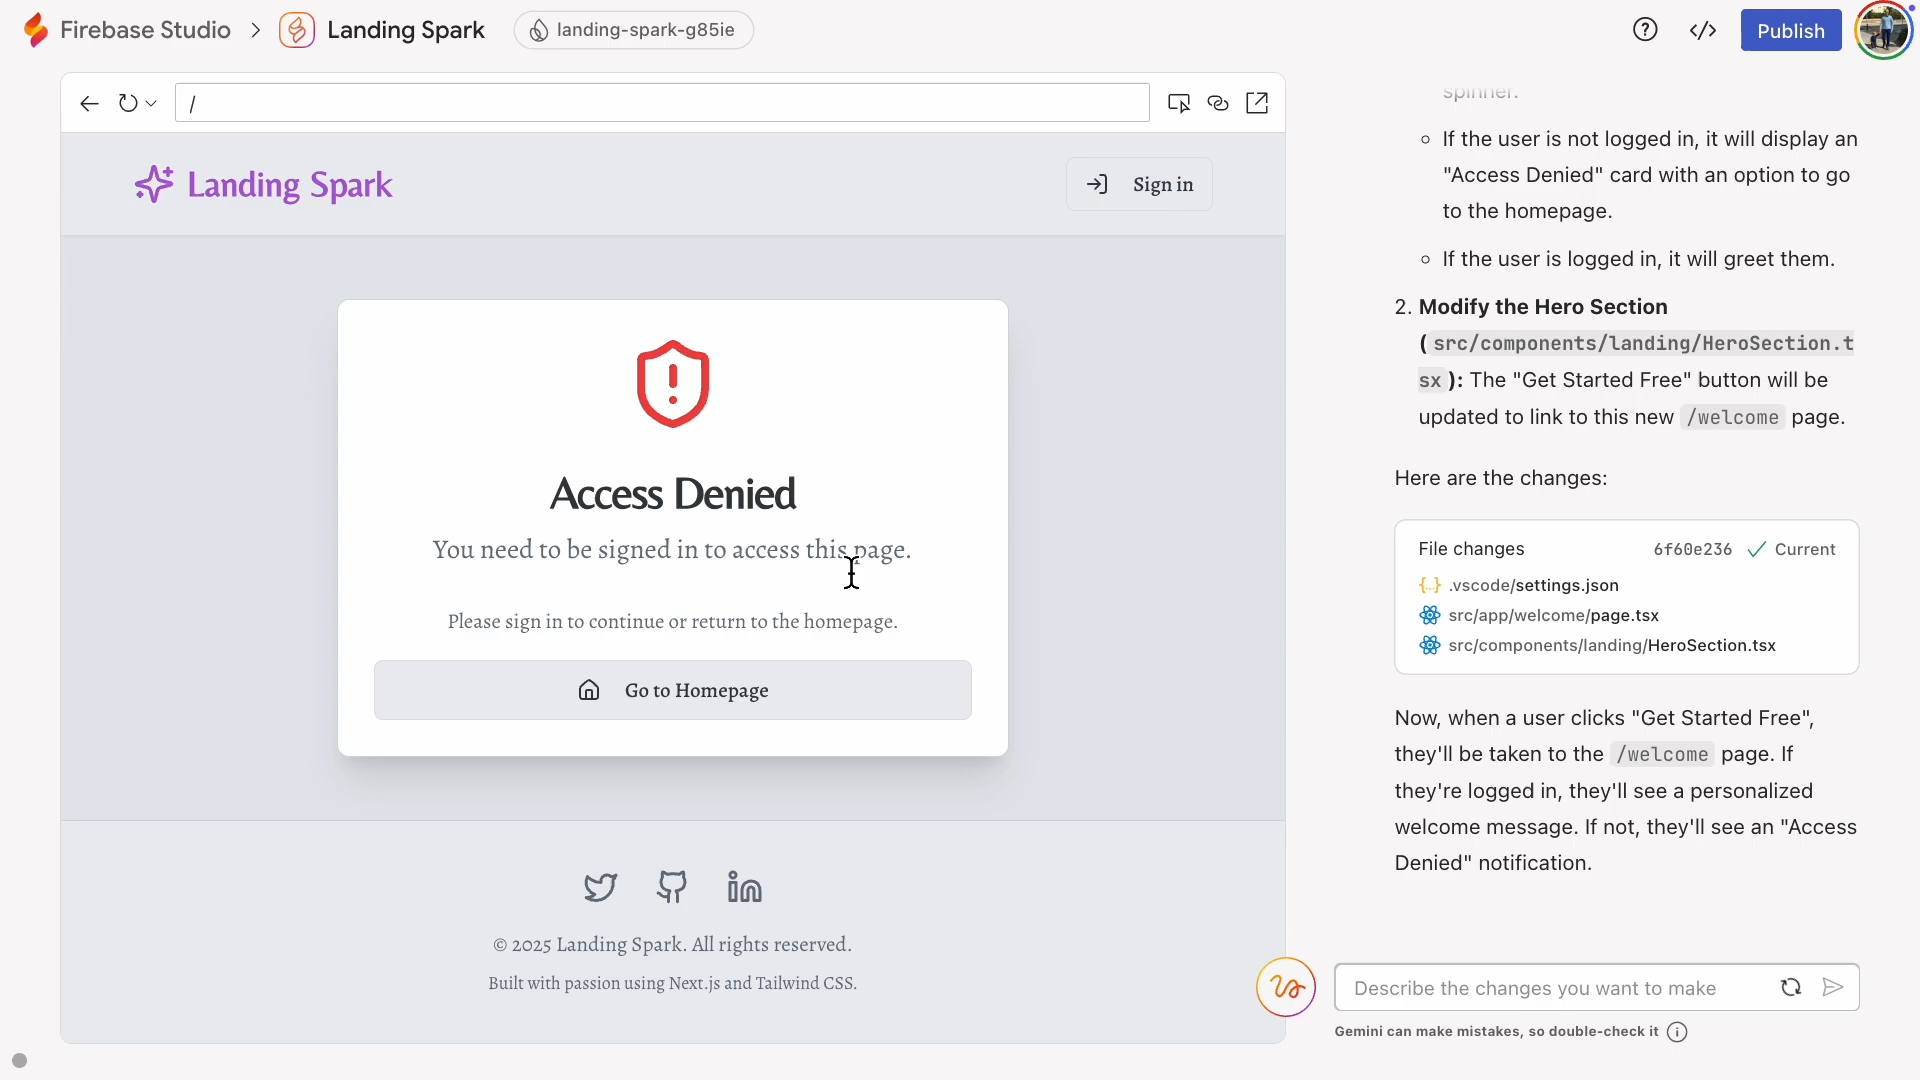 Firebase Studio
Landing Spark
landing-spark-g85ie
Publish
/
Landing Spark
Sign in
Access Denied
You need to be signed in to access this page.
Please sign in to continue or return to the homepage.
Go to Homepage
© 2025 Landing Spark. All rights reserved.
Built with passion using Next.js and Tailwind CSS.
spinner.
If the user is not logged in, it will display an
"Access Denied" card with an option to go
to the homepage.
If the user is logged in, it will greet them.
2. Modify the Hero Section
(src/components/landing/HeroSection.t
sx): The "Get Started Free" button will be
updated to link to this new /welcome page.
Here are the changes:
File changes 6f60e236 Current
.vscode/settings.json
src/app/welcome/page.tsx
src/components/landing/HeroSection.tsx
Now, when a user clicks "Get Started Free",
they'll be taken to the /welcome page. If
they're logged in, they'll see a personalized
welcome message. If not, they'll see an "Access
Denied" notification.
Describe the changes you want to make
Gemini can make mistakes, so double-check it